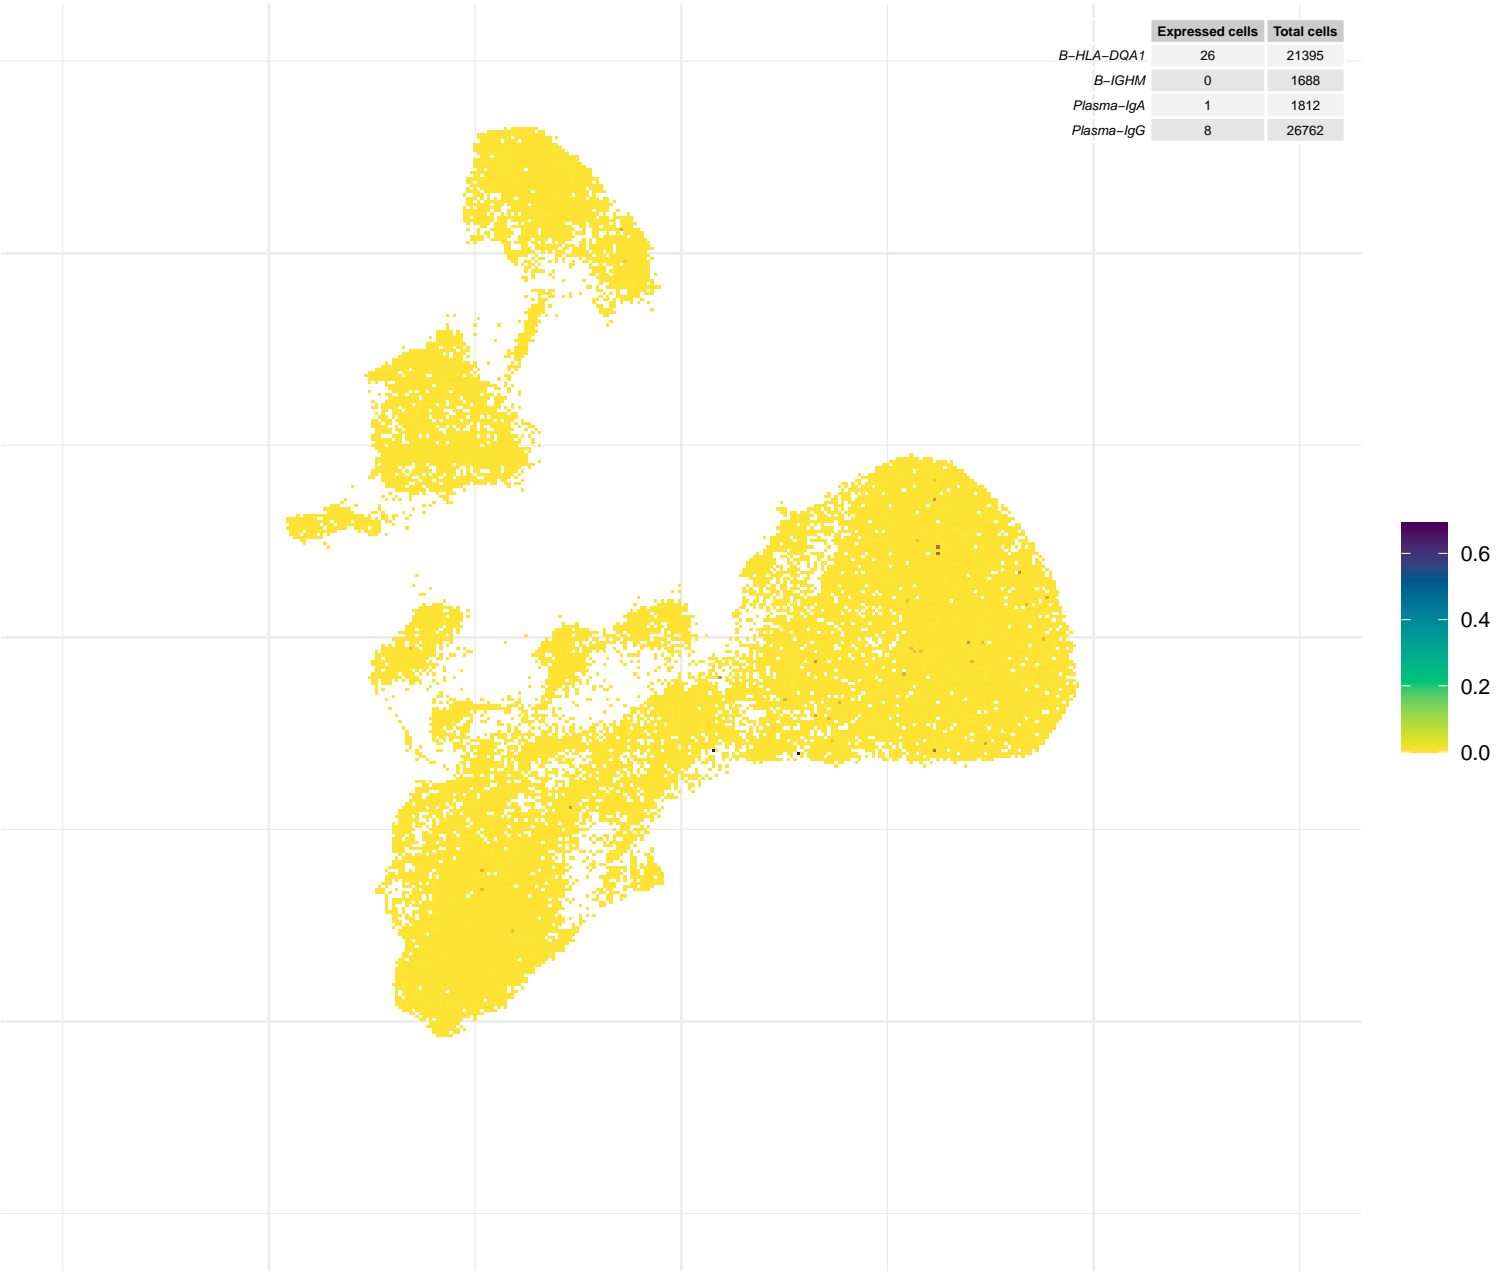 Expressed cells Total cells
B−HLA−DQA1 26 21395
B−IGHM 0 1688
Plasma−IgA 1 1812
Plasma−IgG 8 26762
0.6
0.4
0.2
0.0